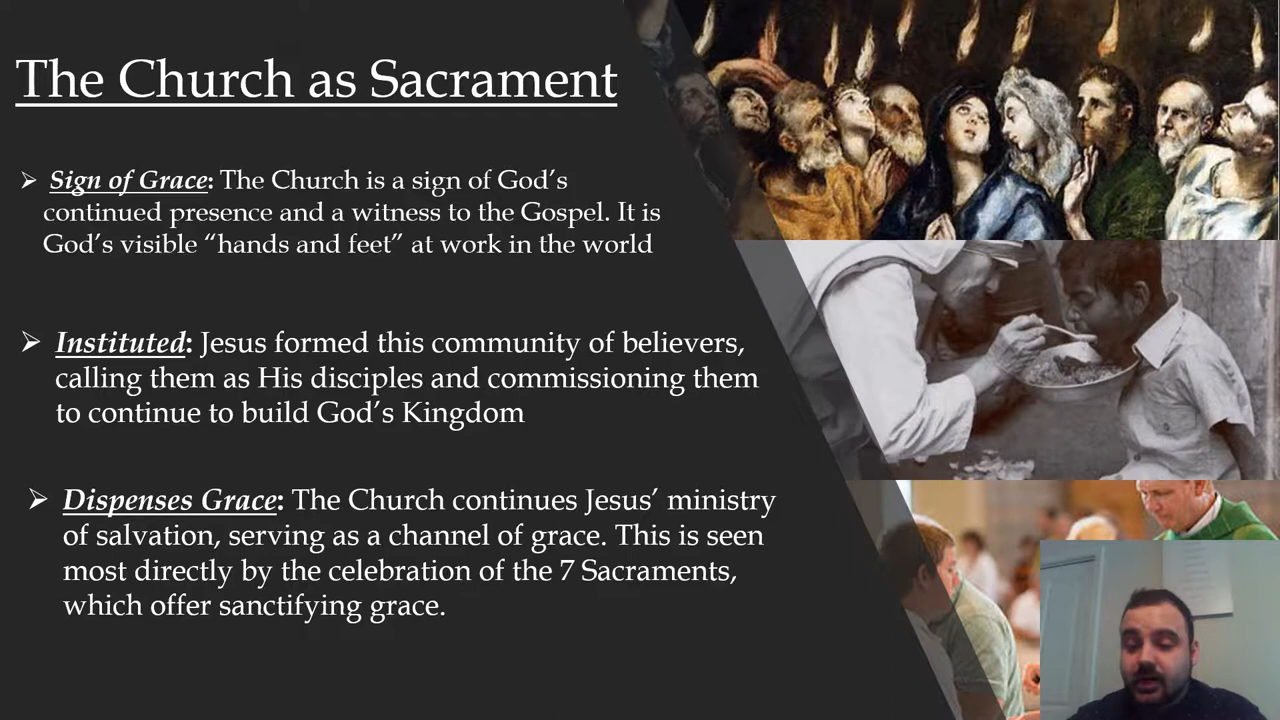 The Church as Sacrament
➢ Sign of Grace: The Church is a sign of God’s
continued presence and a witness to the Gospel. It is
God’s visible “hands and feet” at work in the world
➢ Instituted: Jesus formed this community of believers,
calling them as His disciples and commissioning them
to continue to build God’s Kingdom
➢ Dispenses Grace: The Church continues Jesus’ ministry
of salvation, serving as a channel of grace. This is seen
most directly by the celebration of the 7 Sacraments,
which offer sanctifying grace.